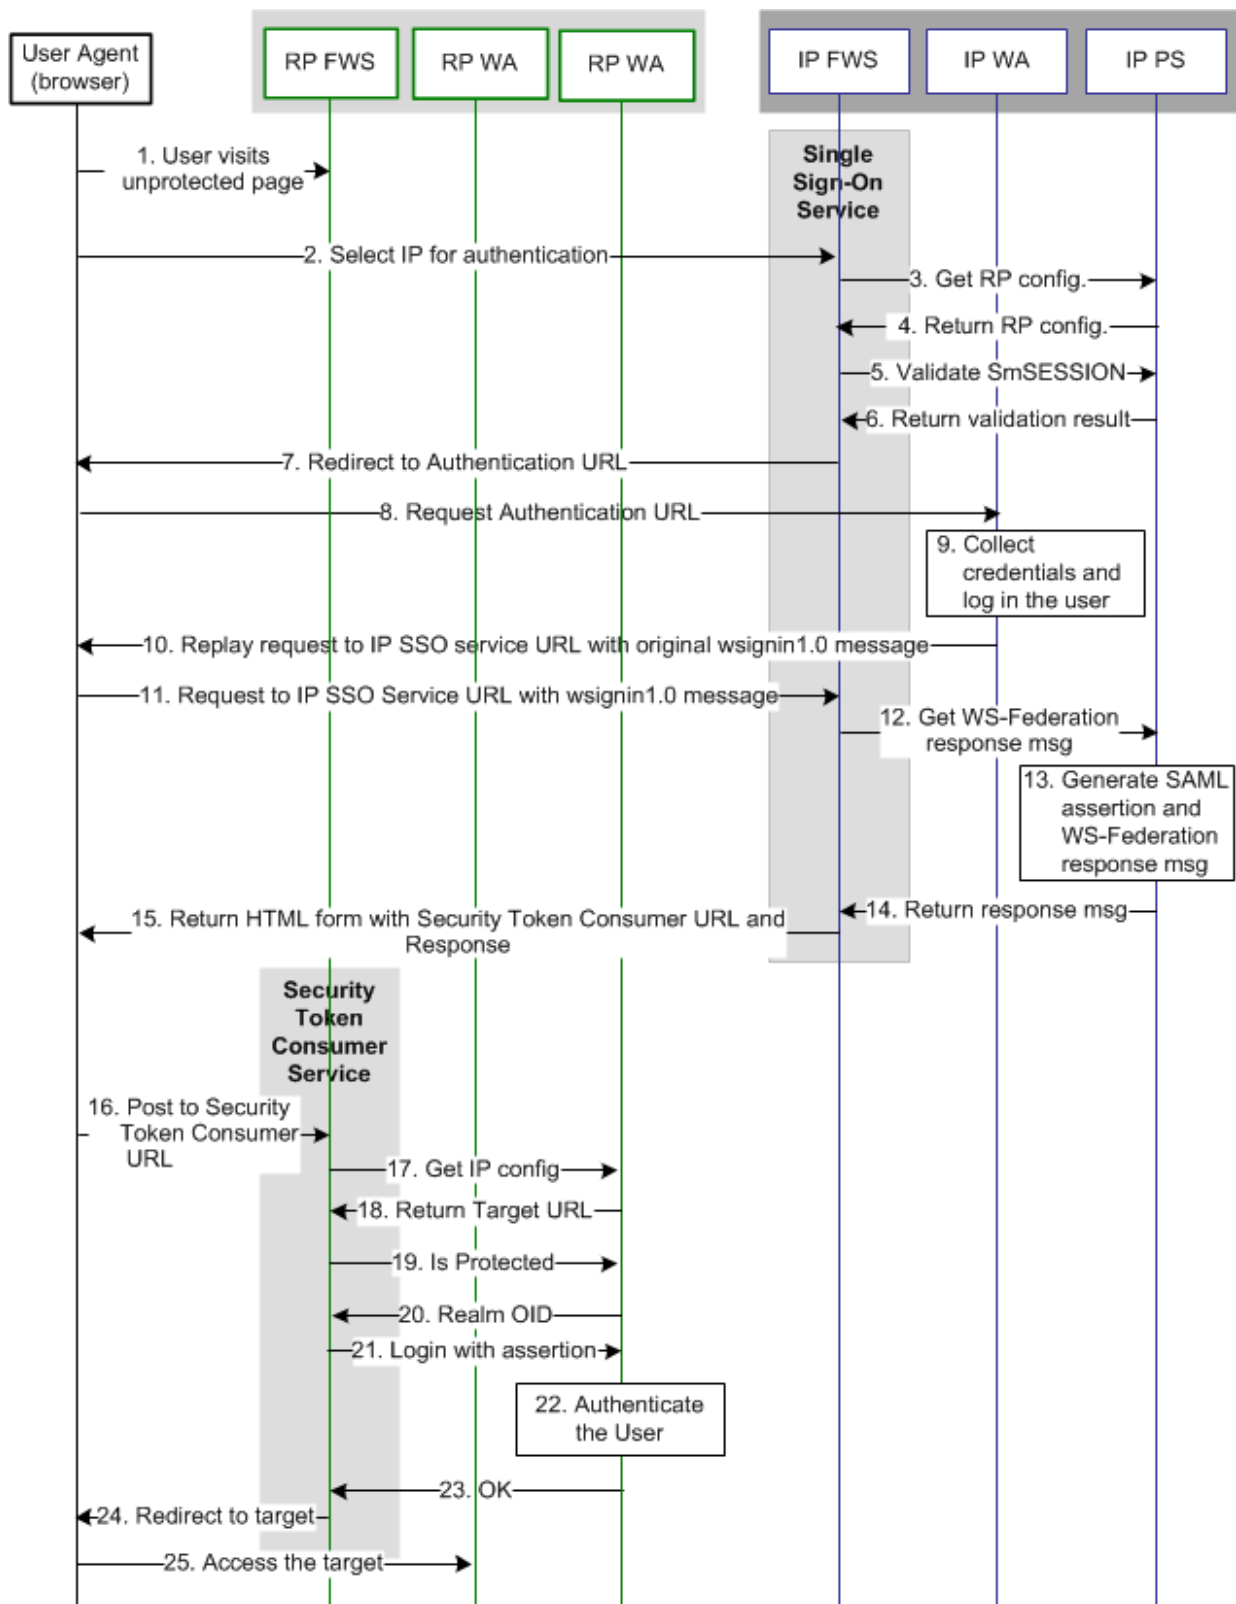 User Agent
(browser)
RP FWS
RP WA
RP WA
IP FWS
IP WA
IP PS
Single
Sign-On
Service
1. User visits
unprotected page
2. Select IP for authentication
3. Get RP config.
4. Return RP config.
5. Validate SmSESSION
6. Return validation result
7. Redirect to Authentication URL
8. Request Authentication URL
9. Collect
credentials and
log in the user
10. Replay request to IP SSO service URL with original wsignin1.0 message
11. Request to IP SSO Service URL with wsignin1.0 message
12. Get WS-Federation
response msg
13. Generate SAML
assertion and
WS-Federation
response msg
14. Return response msg
15. Return HTML form with Security Token Consumer URL and
Response
Security
Token
Consumer
Service
16. Post to Security
Token Consumer
URL
17. Get IP config
18. Return Target URL
19. Is Protected
20. Realm OID
21. Login with assertion
22. Authenticate
the User
23. OK
24. Redirect to target
25. Access the target